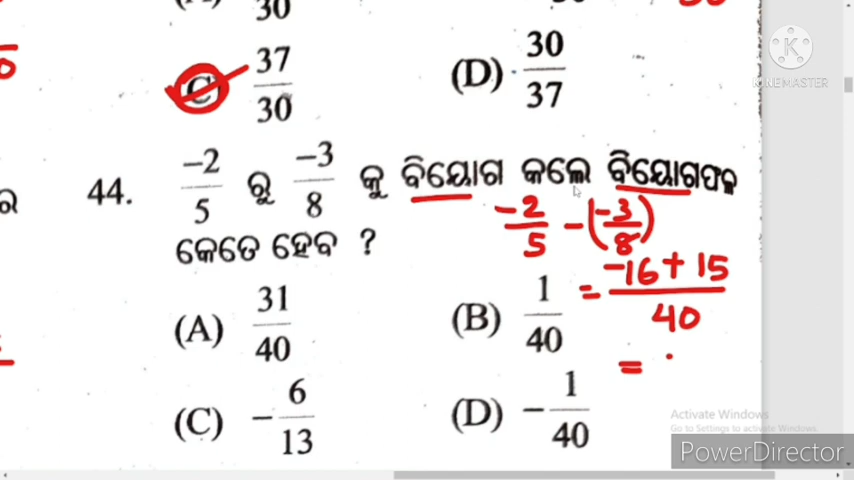 30
(C) 37/30
(D) 30/37
KINEMASTER
44. -2/5 ରୁ -3/8 କୁ ବିୟୋଗ କଲେ ବିୟୋଗଫଳ
କେତେ ହେବ ?
-2/5 - (-3/8)
= -16 + 15 / 40
=
(A) 31/40
(B) 1/40
(C) - 6/13
(D) - 1/40
Activate Windows
Go to Settings to activate Windows.
PowerDirector